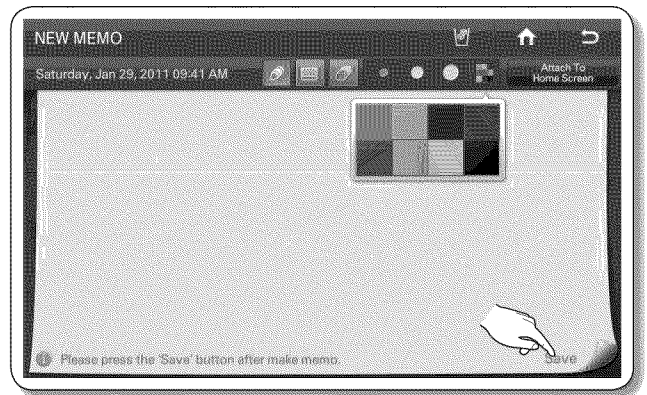 NEW MEMO
Saturday, Jan 29, 2011 09:41 AM
Attach To
Home Screen
Please press the 'Save' button after make memo.
Save